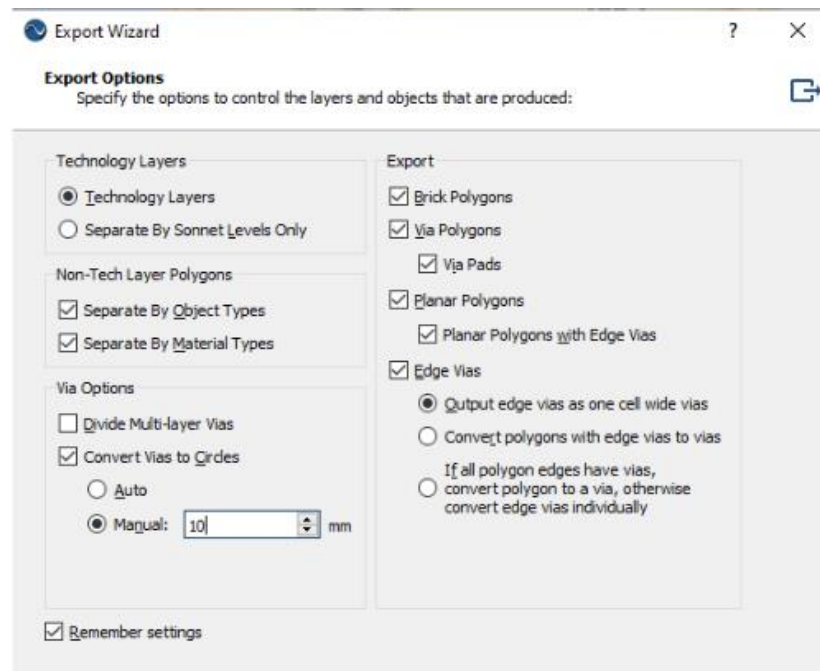 Export Wizard
?
Export Options
Specify the options to control the layers and objects that are produced:
Technology Layers
Technology Layers
Separate By Sonnet Levels Only
Non-Tech Layer Polygons
Separate By Object Types
Separate By Material Types
Via Options
Divide Multi-layer Vias
Convert Vias to Circles
Auto
Manual: 10 mm
Remember settings
Export
Brick Polygons
Via Polygons
Via Pads
Planar Polygons
Planar Polygons with Edge Vias
Edge Vias
Output edge vias as one cell wide vias
Convert polygons with edge vias to vias
If all polygon edges have vias,
convert polygon to a via, otherwise
convert edge vias individually